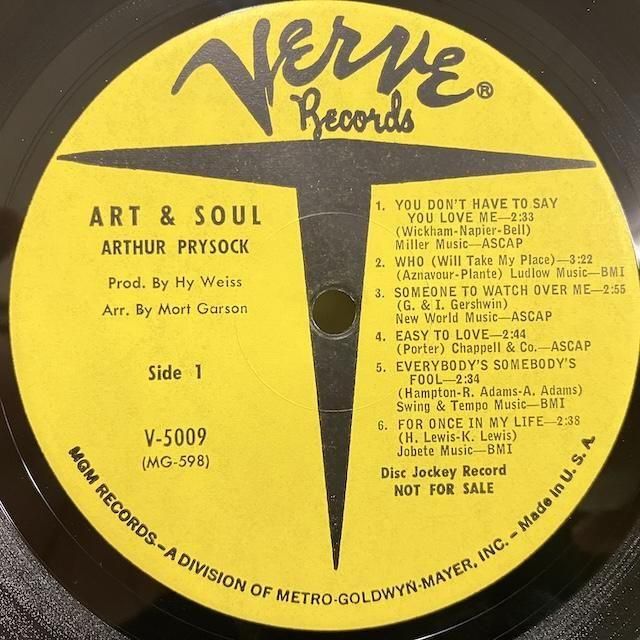 Verve®
Records
ART & SOUL
ARTHUR PRYSOCK
Prod. By Hy Weiss
Arr. By Mort Garson
Side 1
V-5009
(MG-598)
1. YOU DON'T HAVE TO SAY
YOU LOVE ME—2:33
(Wickham-Napier-Bell)
Miller Music—ASCAP
2. WHO (Will Take My Place)—3:22
(Aznavour-Plante) Ludlow Music—BMI
3. SOMEONE TO WATCH OVER ME—2:55
(G. & I. Gershwin)
New World Music—ASCAP
4. EASY TO LOVE—2:44
(Porter) Chappell & Co.—ASCAP
5. EVERYBODY'S SOMEBODY'S
FOOL—2:34
(Hampton-R. Adams-A. Adams)
Swing & Tempo Music—BMI
6. FOR ONCE IN MY LIFE—2:38
(H. Lewis-K. Lewis)
Jobete Music—BMI
Disc Jockey Record
NOT FOR SALE
MGM RECORDS—A DIVISION OF METRO-GOLDWYN-MAYER, INC. – Made in U.S.A.